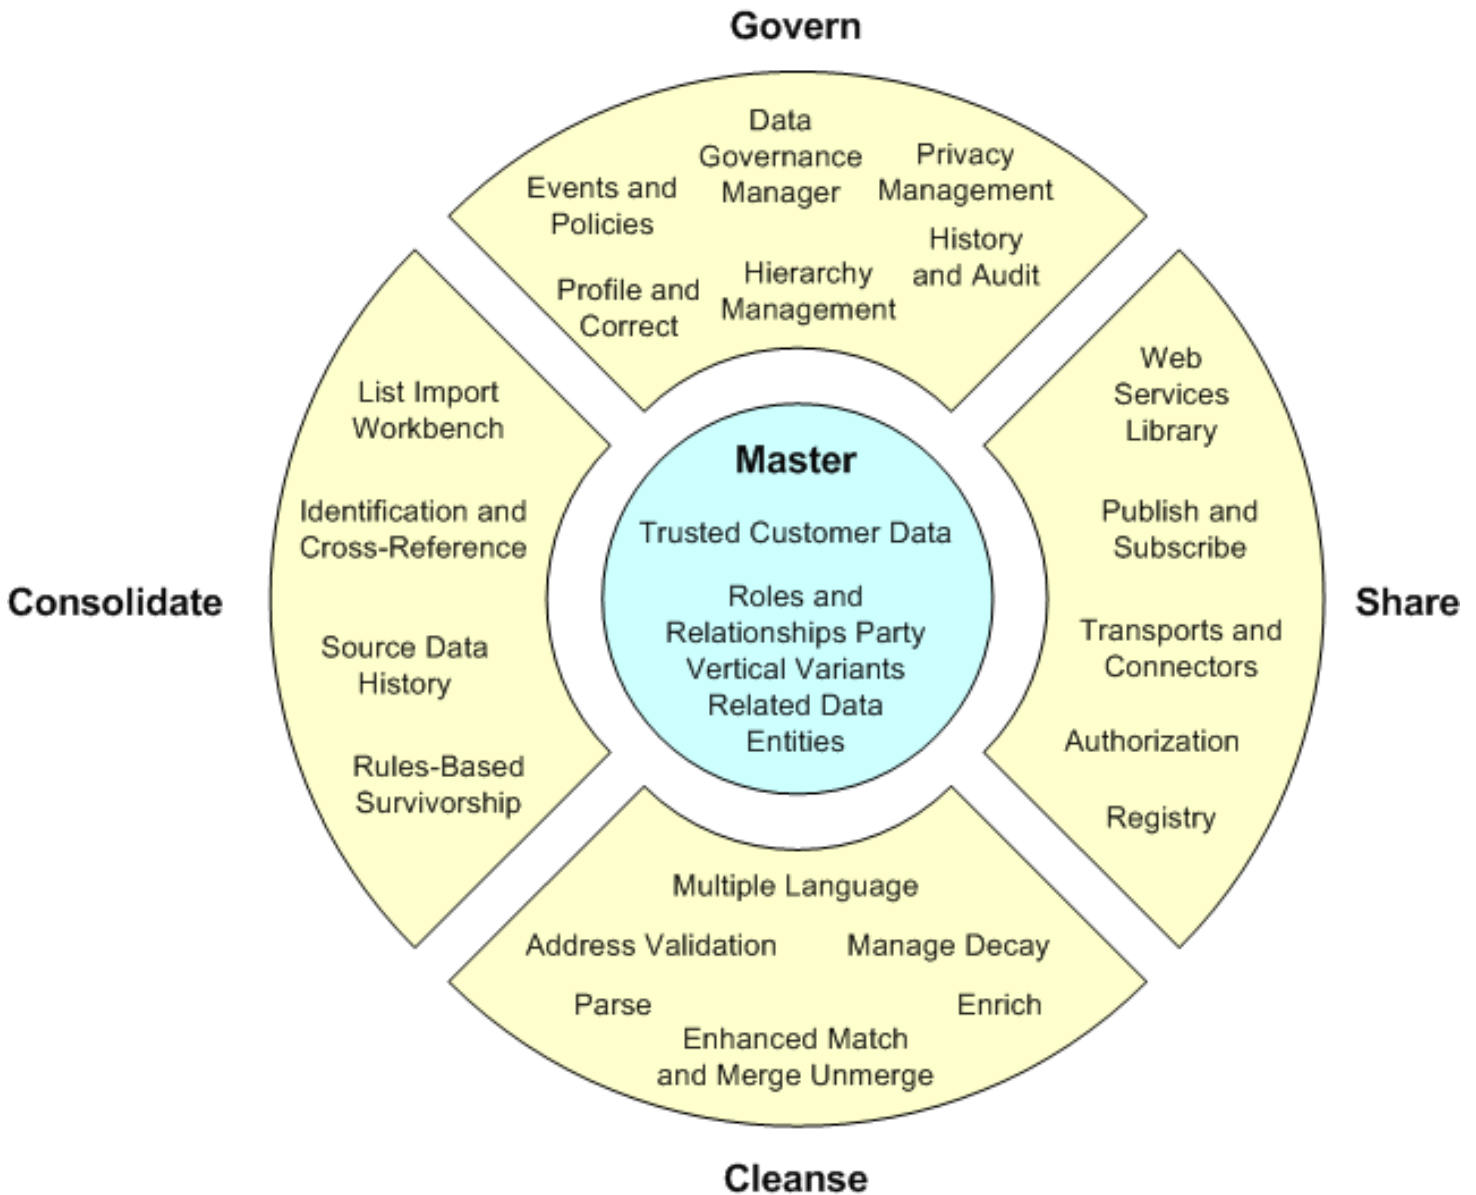 Govern
Data
Governance
Manager
Privacy
Management
Events and
Policies
History
and Audit
Hierarchy
Management
Profile and
Correct
Consolidate
List Import
Workbench
Identification and
Cross-Reference
Source Data
History
Rules-Based
Survivorship
Master
Trusted Customer Data
Roles and
Relationships Party
Vertical Variants
Related Data
Entities
Share
Web
Services
Library
Publish and
Subscribe
Transports and
Connectors
Authorization
Registry
Multiple Language
Address Validation
Manage Decay
Parse
Enrich
Enhanced Match
and Merge Unmerge
Cleanse